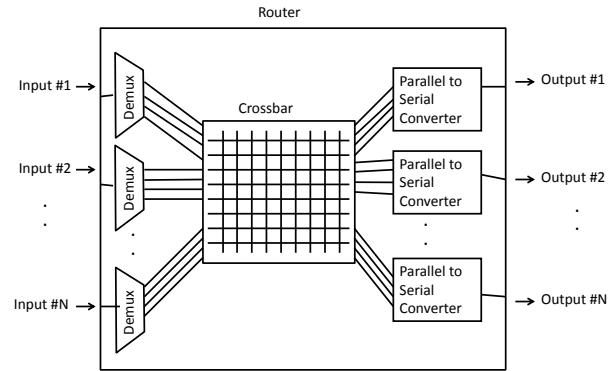 Router
Input #1
Demux
Crossbar
Parallel to
Serial
Converter
Output #1
Input #2
Demux
Parallel to
Serial
Converter
Output #2
Input #N
Demux
Parallel to
Serial
Converter
Output #N